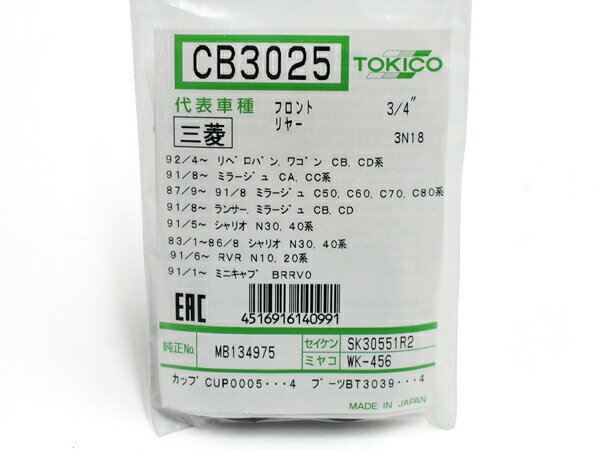 CB3025 TOKICO
代表車種 フロント 3/4"
リヤー
三菱 3N18
92/4～ リベロバン, ワゴン CB, CD系
91/8～ ミラージュ CA, CC系
87/9～ 91/8 ミラージュ C50, C60, C70, C80系
91/8～ ランサー, ミラージュ CB, CD
91/5～ シャリオ N30, 40系
83/1～86/8 シャリオ N30, 40系
91/6～ RVR N10, 20系
91/1～ ミニキャブ BRRV0
EAC
4516916140991
純正No. MB134975 セイケン SK30551R2
ミヤコ WK-456
カップCUP0005・・・4 ブーツBT3039・・・4
MADE IN JAPAN